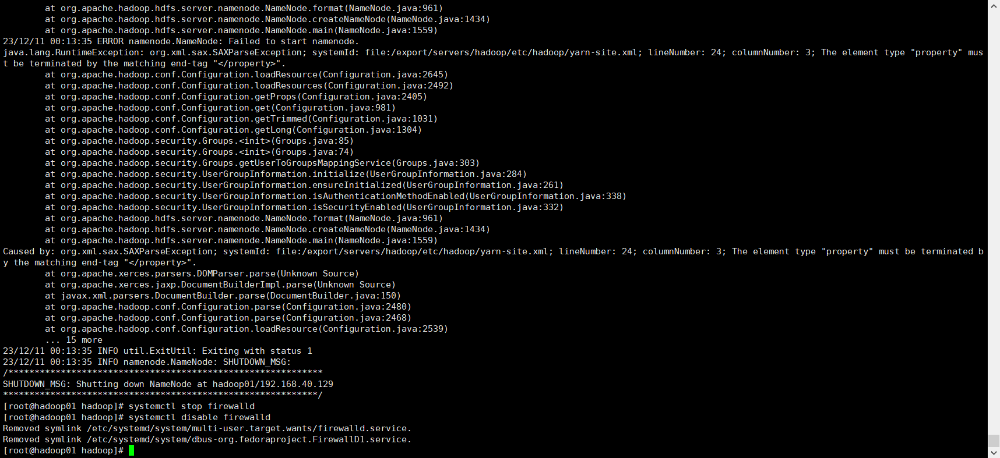 at org.apache.hadoop.hdfs.server.namenode.NameNode.format(NameNode.java:961)
        at org.apache.hadoop.hdfs.server.namenode.NameNode.createNameNode(NameNode.java:1434)
        at org.apache.hadoop.hdfs.server.namenode.NameNode.main(NameNode.java:1559)
23/12/11 00:13:35 ERROR namenode.NameNode: Failed to start namenode.
java.lang.RuntimeException: org.xml.sax.SAXParseException; systemId: file:/export/servers/hadoop/etc/hadoop/yarn-site.xml; lineNumber: 24; columnNumber: 3; The element type "property" mus
t be terminated by the matching end-tag "</property>".
        at org.apache.hadoop.conf.Configuration.loadResource(Configuration.java:2645)
        at org.apache.hadoop.conf.Configuration.loadResources(Configuration.java:2492)
        at org.apache.hadoop.conf.Configuration.getProps(Configuration.java:2405)
        at org.apache.hadoop.conf.Configuration.get(Configuration.java:981)
        at org.apache.hadoop.conf.Configuration.getTrimmed(Configuration.java:1031)
        at org.apache.hadoop.conf.Configuration.getLong(Configuration.java:1304)
        at org.apache.hadoop.security.Groups.<init>(Groups.java:85)
        at org.apache.hadoop.security.Groups.<init>(Groups.java:74)
        at org.apache.hadoop.security.Groups.getUserToGroupsMappingService(Groups.java:303)
        at org.apache.hadoop.security.UserGroupInformation.initialize(UserGroupInformation.java:284)
        at org.apache.hadoop.security.UserGroupInformation.ensureInitialized(UserGroupInformation.java:261)
        at org.apache.hadoop.security.UserGroupInformation.isAuthenticationMethodEnabled(UserGroupInformation.java:338)
        at org.apache.hadoop.security.UserGroupInformation.isSecurityEnabled(UserGroupInformation.java:332)
        at org.apache.hadoop.hdfs.server.namenode.NameNode.format(NameNode.java:961)
        at org.apache.hadoop.hdfs.server.namenode.NameNode.createNameNode(NameNode.java:1434)
        at org.apache.hadoop.hdfs.server.namenode.NameNode.main(NameNode.java:1559)
Caused by: org.xml.sax.SAXParseException; systemId: file:/export/servers/hadoop/etc/hadoop/yarn-site.xml; lineNumber: 24; columnNumber: 3; The element type "property" must be terminated b
y the matching end-tag "</property>".
        at org.apache.xerces.parsers.DOMParser.parse(Unknown Source)
        at org.apache.xerces.jaxp.DocumentBuilderImpl.parse(Unknown Source)
        at javax.xml.parsers.DocumentBuilder.parse(DocumentBuilder.java:150)
        at org.apache.hadoop.conf.Configuration.parse(Configuration.java:2480)
        at org.apache.hadoop.conf.Configuration.parse(Configuration.java:2468)
        at org.apache.hadoop.conf.Configuration.loadResource(Configuration.java:2539)
        ... 15 more
23/12/11 00:13:35 INFO util.ExitUtil: Exiting with status 1
23/12/11 00:13:35 INFO namenode.NameNode: SHUTDOWN_MSG:
/************************************************************
SHUTDOWN_MSG: Shutting down NameNode at hadoop01/192.168.40.129
************************************************************/
[root@hadoop01 hadoop]# systemctl stop firewalld
[root@hadoop01 hadoop]# systemctl disable firewalld
Removed symlink /etc/systemd/system/multi-user.target.wants/firewalld.service.
Removed symlink /etc/systemd/system/dbus-org.fedoraproject.FirewallD1.service.
[root@hadoop01 hadoop]#